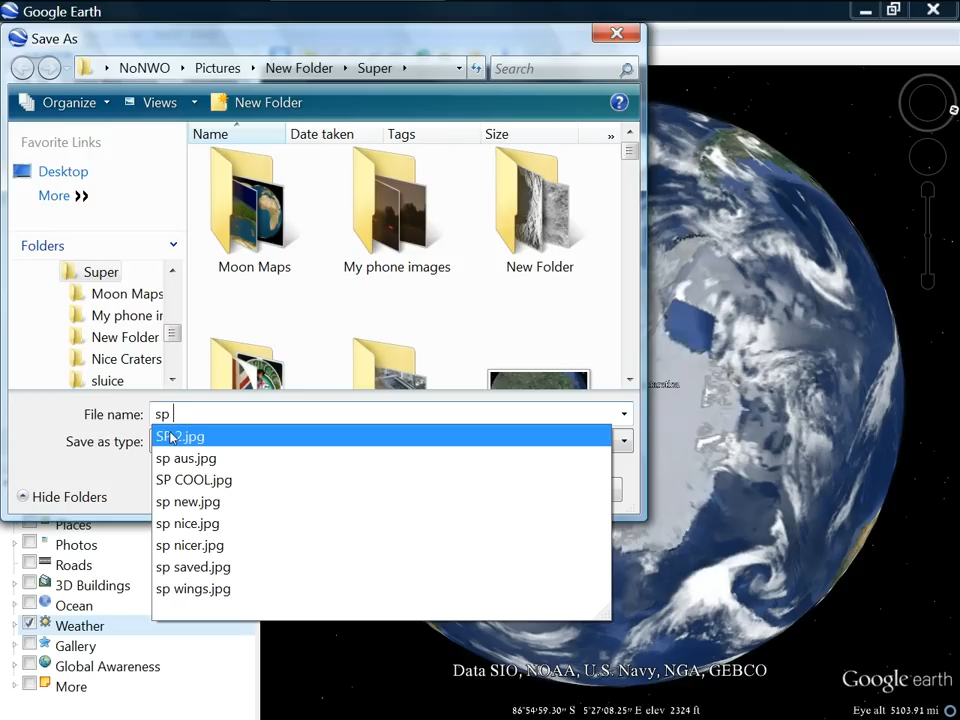 Google Earth
Save As
NoNWO Pictures New Folder Super Search
Organize Views New Folder
Favorite Links
Desktop
More
Folders
Super
Moon Maps
My phone ir
New Folder
Nice Craters
sluice
Name Date taken Tags Size »
Moon Maps My phone images New Folder
File name: sp
Save as type:
SP 2.jpg
sp aus.jpg
SP COOL.jpg
sp new.jpg
sp nice.jpg
sp nicer.jpg
sp saved.jpg
sp wings.jpg
Hide Folders
Places
Photos
Roads
3D Buildings
Ocean
Weather
Gallery
Global Awareness
More
Data SIO, NOAA, U.S. Navy, NGA, GEBCO
Google earth
86°54'59.30" S 5°27'08.25" E elev 2324 ft Eye alt 5103.91 mi